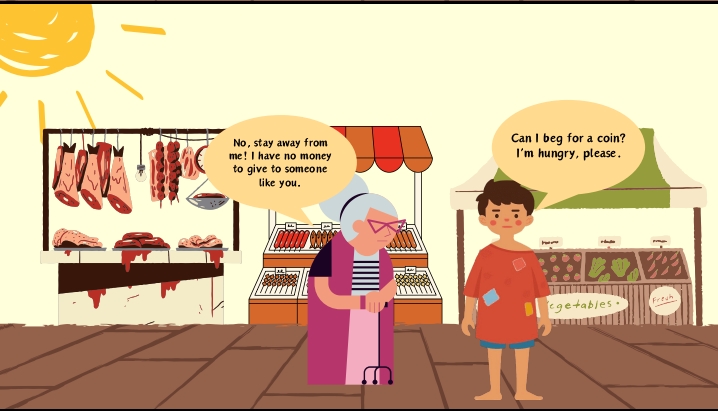 No, stay away from
me! I have no money
to give to someone
like you.
Can I beg for a coin?
I'm hungry, please.
egetables
Fresh